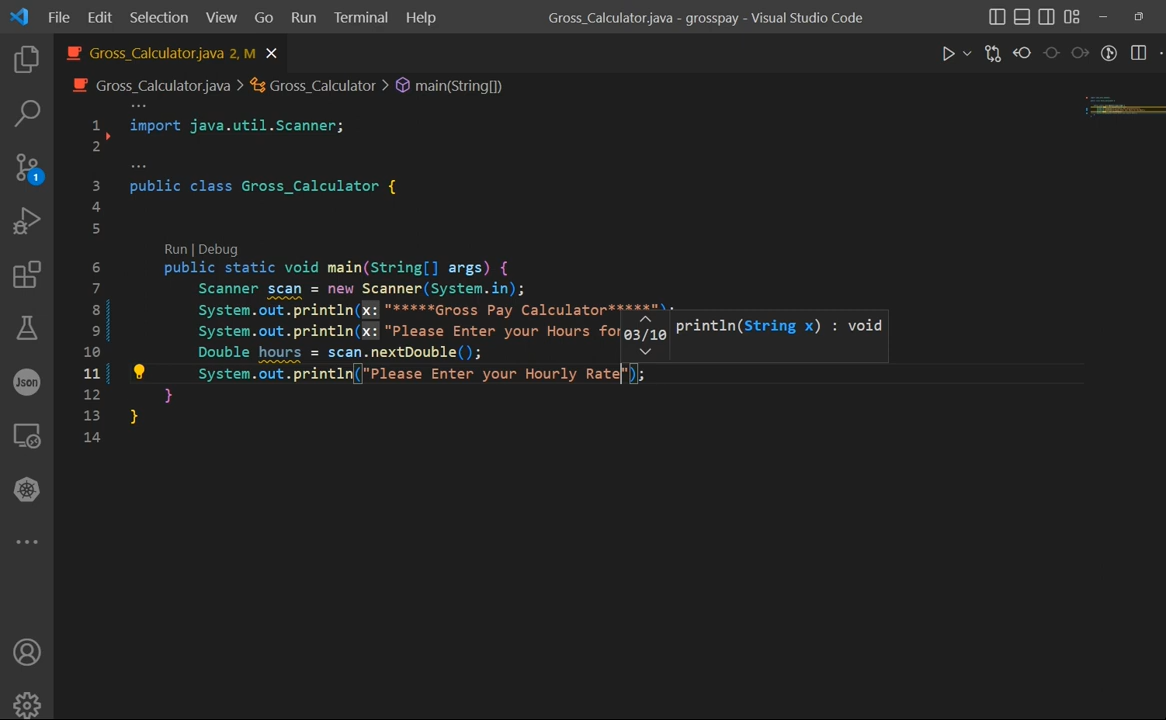 File Edit Selection View Go Run Terminal Help Gross_Calculator.java - grosspay - Visual Studio Code
Gross_Calculator.java 2, M
Gross_Calculator.java > Gross_Calculator > main(String[])
...
1 import java.util.Scanner;
2
...
3 public class Gross_Calculator {
4
5
Run | Debug
6 public static void main(String[] args) {
7 Scanner scan = new Scanner(System.in);
8 System.out.println(x: "*****Gross Pay Calculator*****");
9 System.out.println(x: "Please Enter your Hours for
03/10 println(String x) : void
10 Double hours = scan.nextDouble();
11 System.out.println("Please Enter your Hourly Rate");
12 }
13 }
14
1
Json